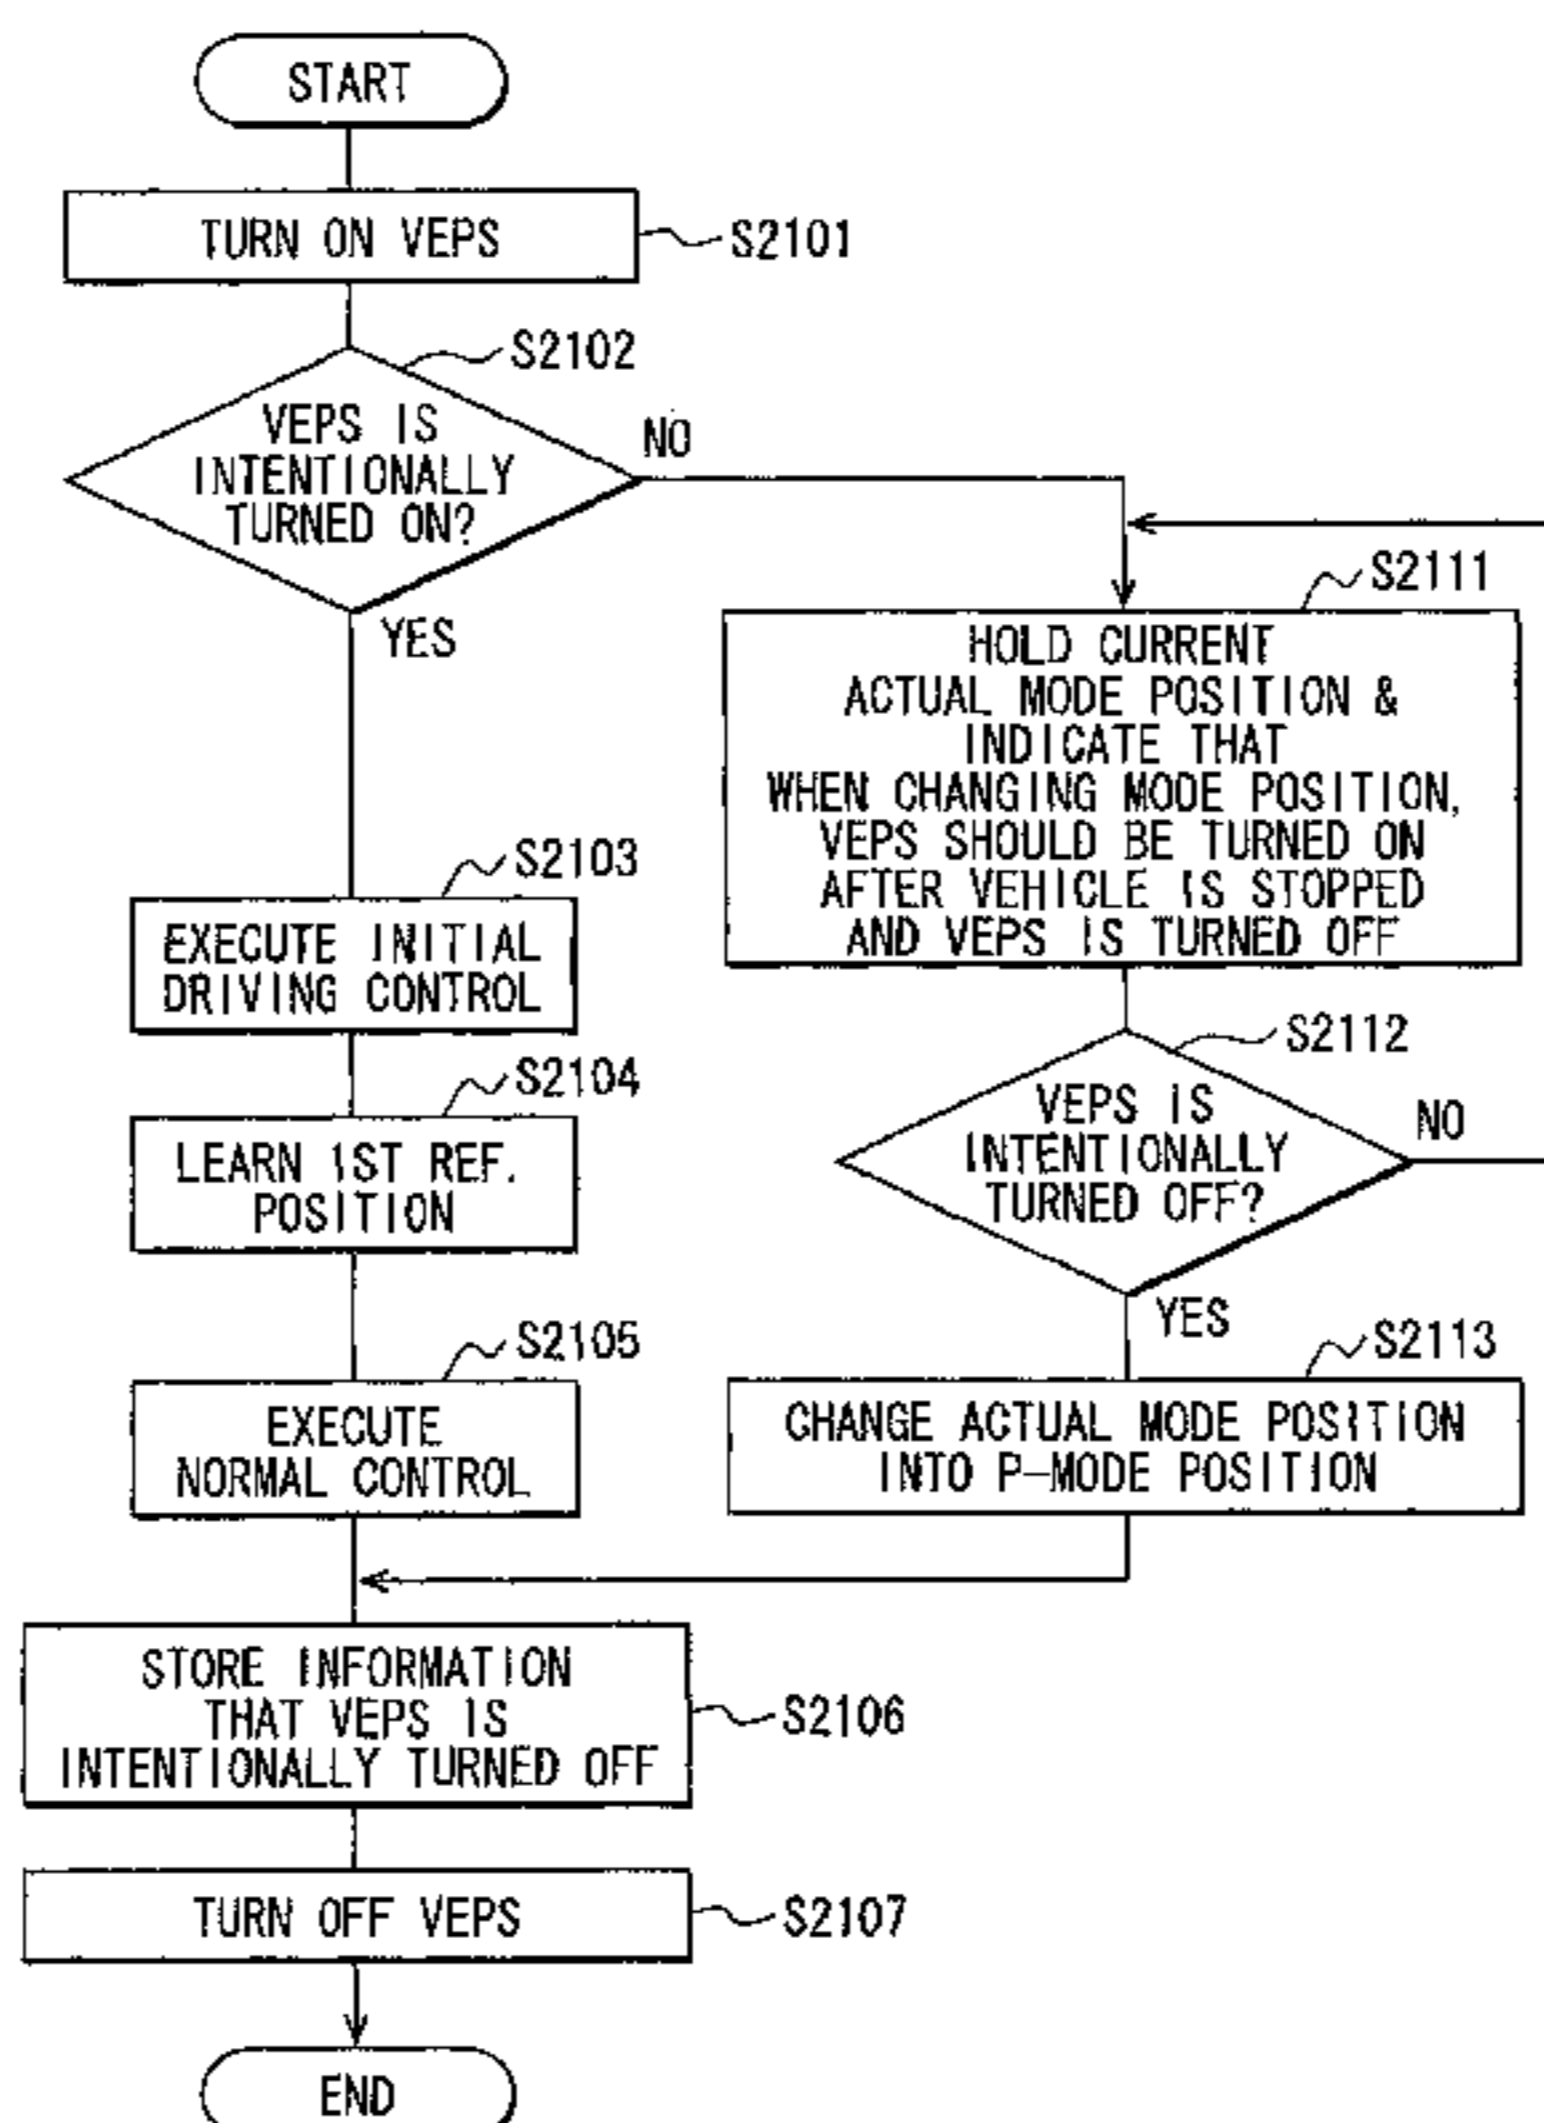 START
TURN ON VEPS
S2101
S2102
VEPS IS
INTENTIONALLY
TURNED ON?
NO
YES
S2111
HOLD CURRENT
ACTUAL MODE POSITION &
INDICATE THAT
WHEN CHANGING MODE POSITION,
VEPS SHOULD BE TURNED ON
AFTER VEHICLE IS STOPPED
AND VEPS IS TURNED OFF
S2103
EXECUTE INITIAL
DRIVING CONTROL
S2112
VEPS IS
INTENTIONALLY
TURNED OFF?
NO
YES
S2104
LEARN 1ST REF.
POSITION
S2105
EXECUTE
NORMAL CONTROL
S2113
CHANGE ACTUAL MODE POSITION
INTO P-MODE POSITION
STORE INFORMATION
THAT VEPS IS
INTENTIONALLY TURNED OFF
S2106
TURN OFF VEPS
S2107
END